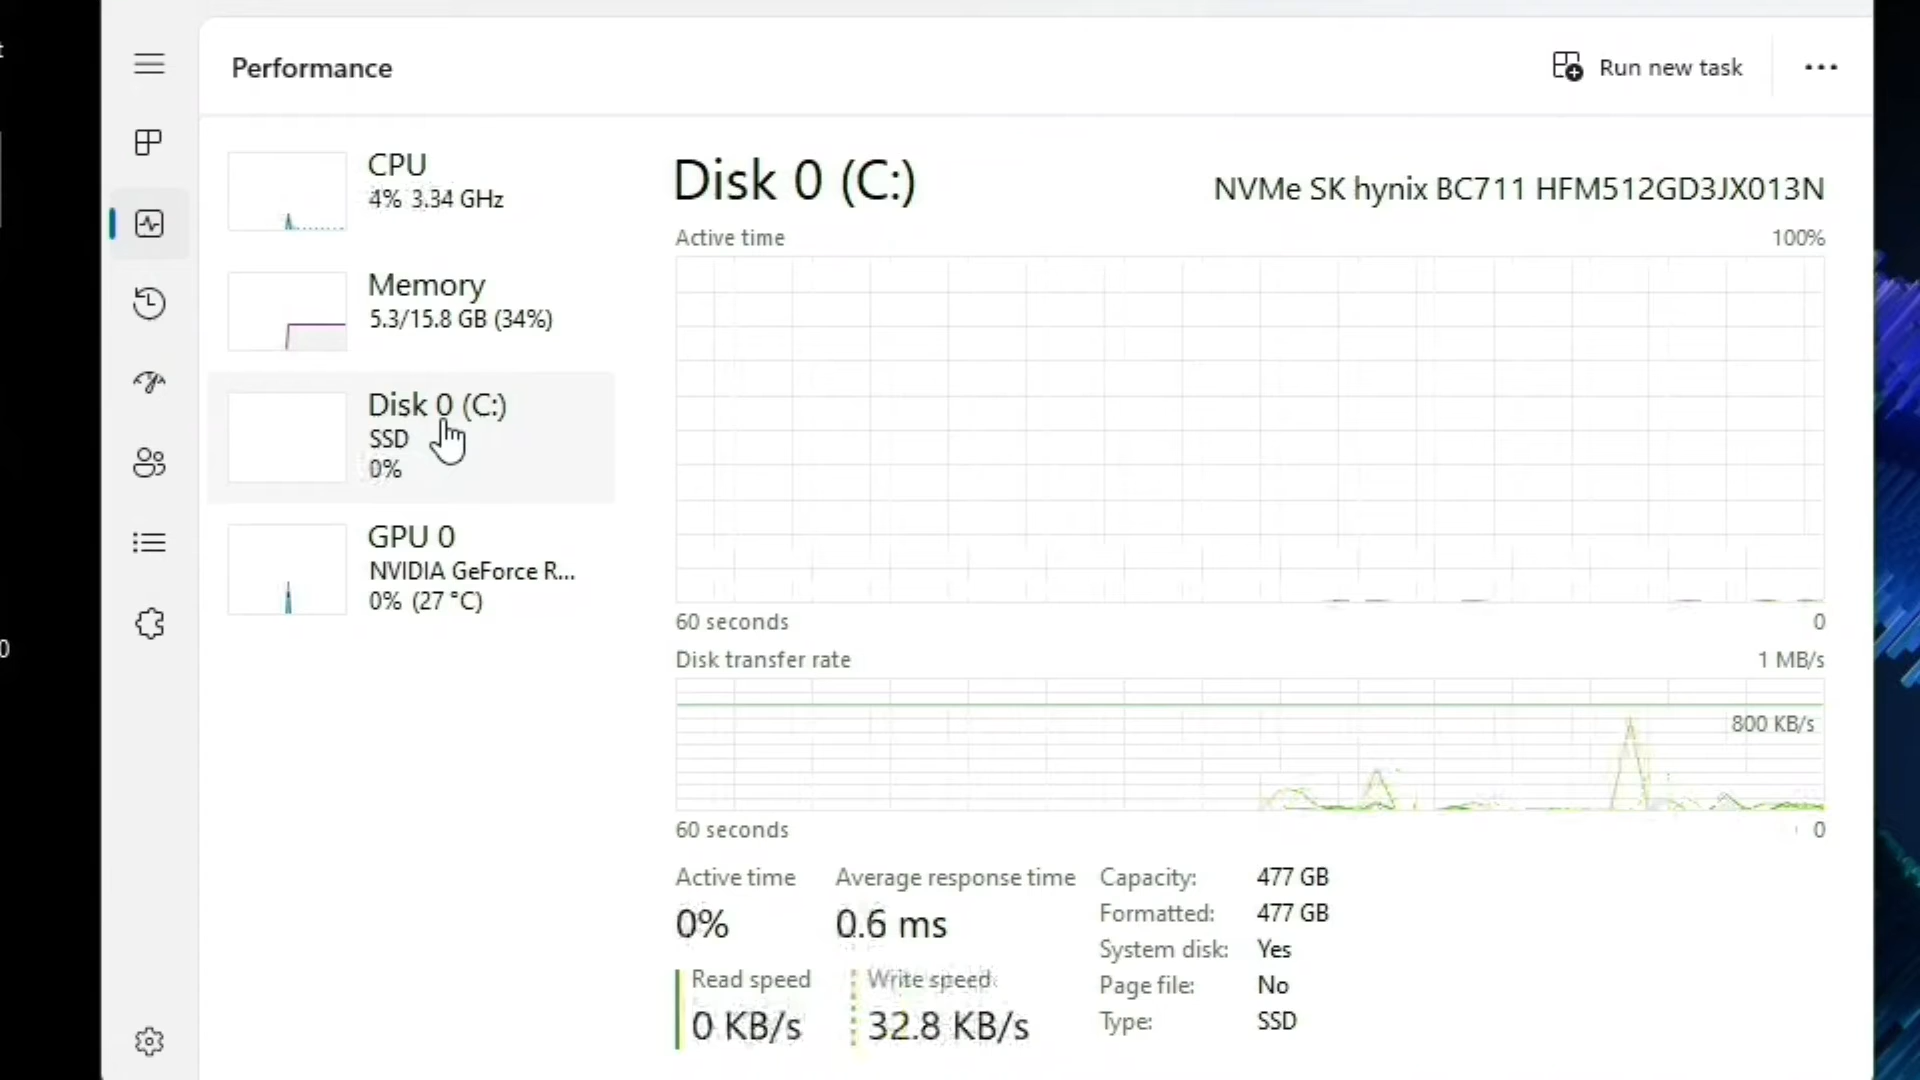 Performance
Run new task
CPU
4% 3.34 GHz
Memory
5.3/15.8 GB (34%)
Disk 0 (C:)
SSD
0%
GPU 0
NVIDIA GeForce R...
0% (27 °C)
Disk 0 (C:)
NVMe SK hynix BC711 HFM512GD3JX013N
Active time
100%
60 seconds
0
Disk transfer rate
1 MB/s
800 KB/s
60 seconds
0
Active time
0%
Average response time
0.6 ms
Read speed
0 KB/s
Write speed
32.8 KB/s
Capacity: 477 GB
Formatted: 477 GB
System disk: Yes
Page file: No
Type: SSD